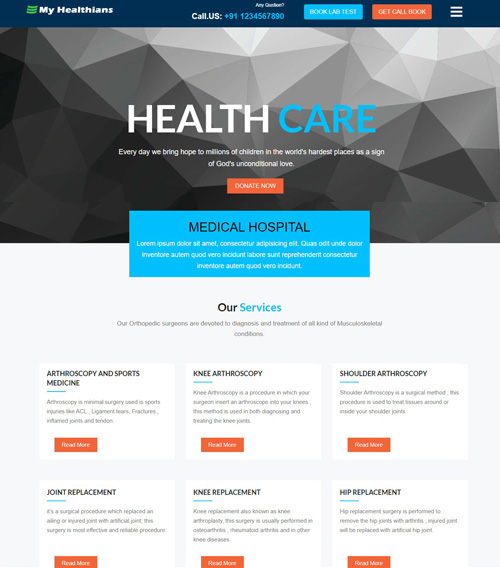 My Healthians
Any Qustion?
Call.US: +91 1234567890
BOOK LAB TEST
GET CALL BOOK
HEALTH CARE
Every day we bring hope to millions of children in the world's hardest places as a sign
of God's unconditional love.
DONATE NOW
MEDICAL HOSPITAL
Lorem ipsum dolor sit amet, consectetur adipisicing elit. Quas odit unde dolor
inventore autem quod vero incidunt labore sunt reprehenderit consectetur
inventore autem quod vero incidunt.
Our Services
Our Orthopedic surgeons are devoted to diagnosis and treatment of all kind of Musculoskeletal
conditions.
ARTHROSCOPY AND SPORTS
MEDICINE
Arthroscopy is minimal surgery used is sports
injuries like ACL , Ligament tears, Fractures.,
inflamed joints and tendon.
Read More
KNEE ARTHROSCOPY
Knee Arthroscopy is a procedure in which your
surgeon insert an arthroscope into your knees ,
this method is used in both diagnosing and
treating the knee joints.
Read More
SHOULDER ARTHROSCOPY
Shoulder Arthroscopy is a surgical method , this
procedure is used to treat tissues around or
inside your shoulder joints.
Read More
JOINT REPLACEMENT
it's a surgical procedure which replaced an
ailing or injured joint with artificial joint, this
surgery is most effective and reliable procedure.
Read More
KNEE REPLACEMENT
Knee replacement also known as knee
arthroplasty, this surgery is usually performed in
osteoarthritis , rheumatoid arthritis and in other
knee diseases.
Read More
HIP REPLACEMENT
Hip replacement surgery is performed to
remove the hip joints with arthritis , injured joint
will be replaced with artificial hip joint.
Read More